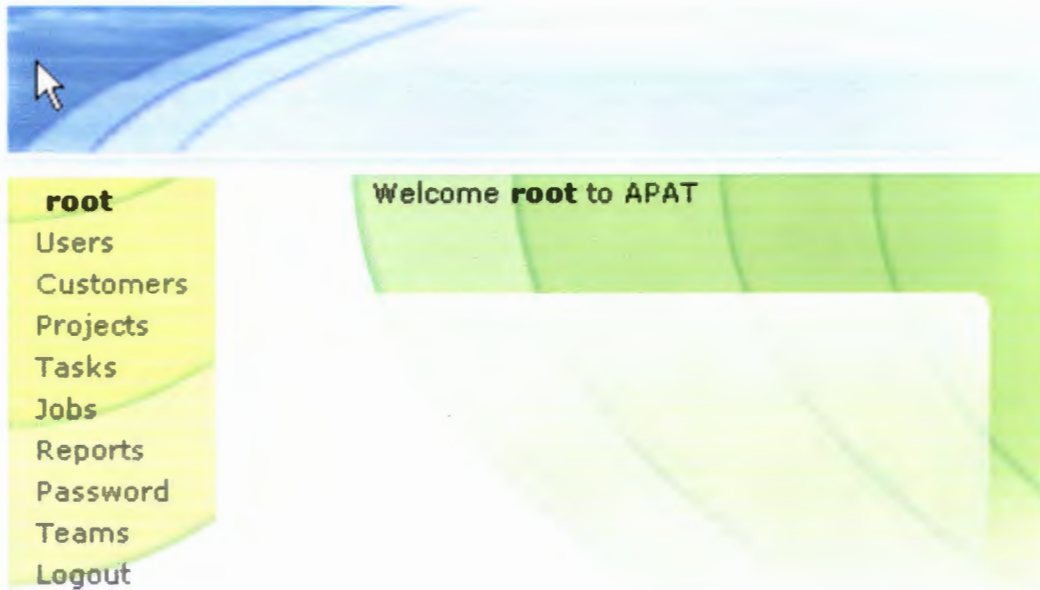 root
Users
Customers
Projects
Tasks
Jobs
Reports
Password
Teams
Logout
Welcome root to APAT